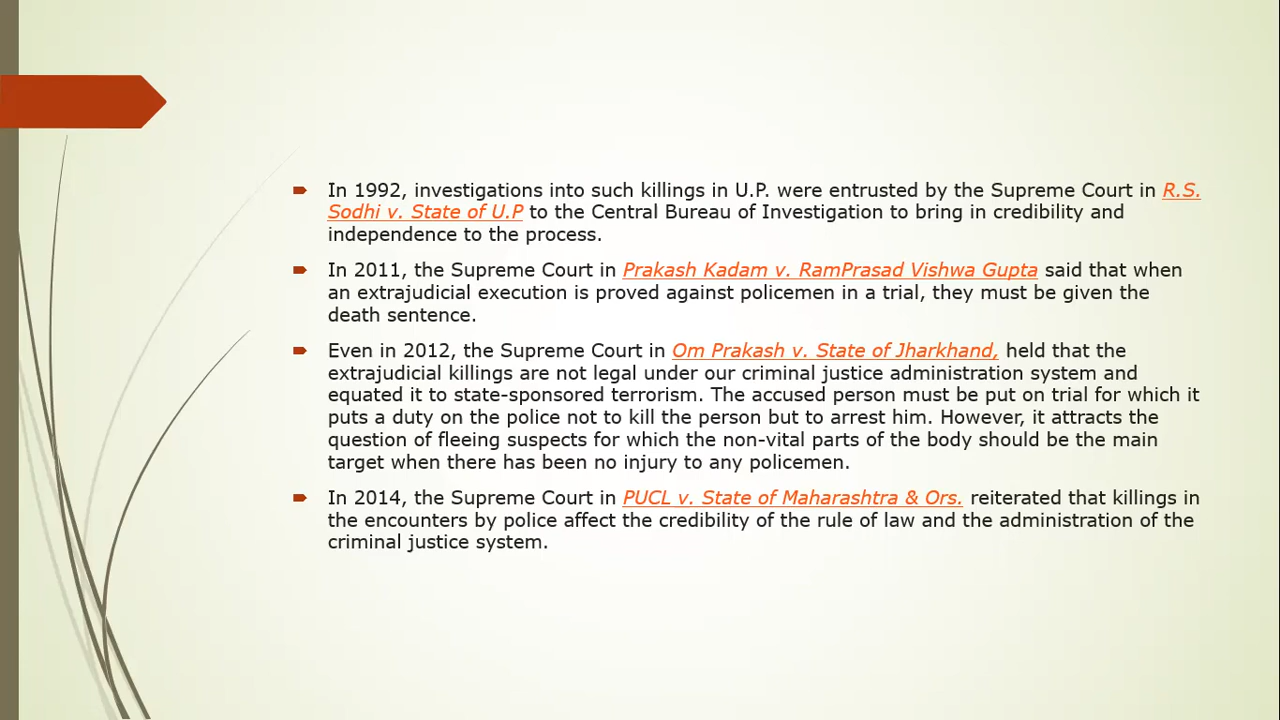 In 1992, investigations into such killings in U.P. were entrusted by the Supreme Court in R.S.
Sodhi v. State of U.P to the Central Bureau of Investigation to bring in credibility and
independence to the process.
In 2011, the Supreme Court in Prakash Kadam v. RamPrasad Vishwa Gupta said that when
an extrajudicial execution is proved against policemen in a trial, they must be given the
death sentence.
Even in 2012, the Supreme Court in Om Prakash v. State of Jharkhand, held that the
extrajudicial killings are not legal under our criminal justice administration system and
equated it to state-sponsored terrorism. The accused person must be put on trial for which it
puts a duty on the police not to kill the person but to arrest him. However, it attracts the
question of fleeing suspects for which the non-vital parts of the body should be the main
target when there has been no injury to any policemen.
In 2014, the Supreme Court in PUCL v. State of Maharashtra & Ors. reiterated that killings in
the encounters by police affect the credibility of the rule of law and the administration of the
criminal justice system.